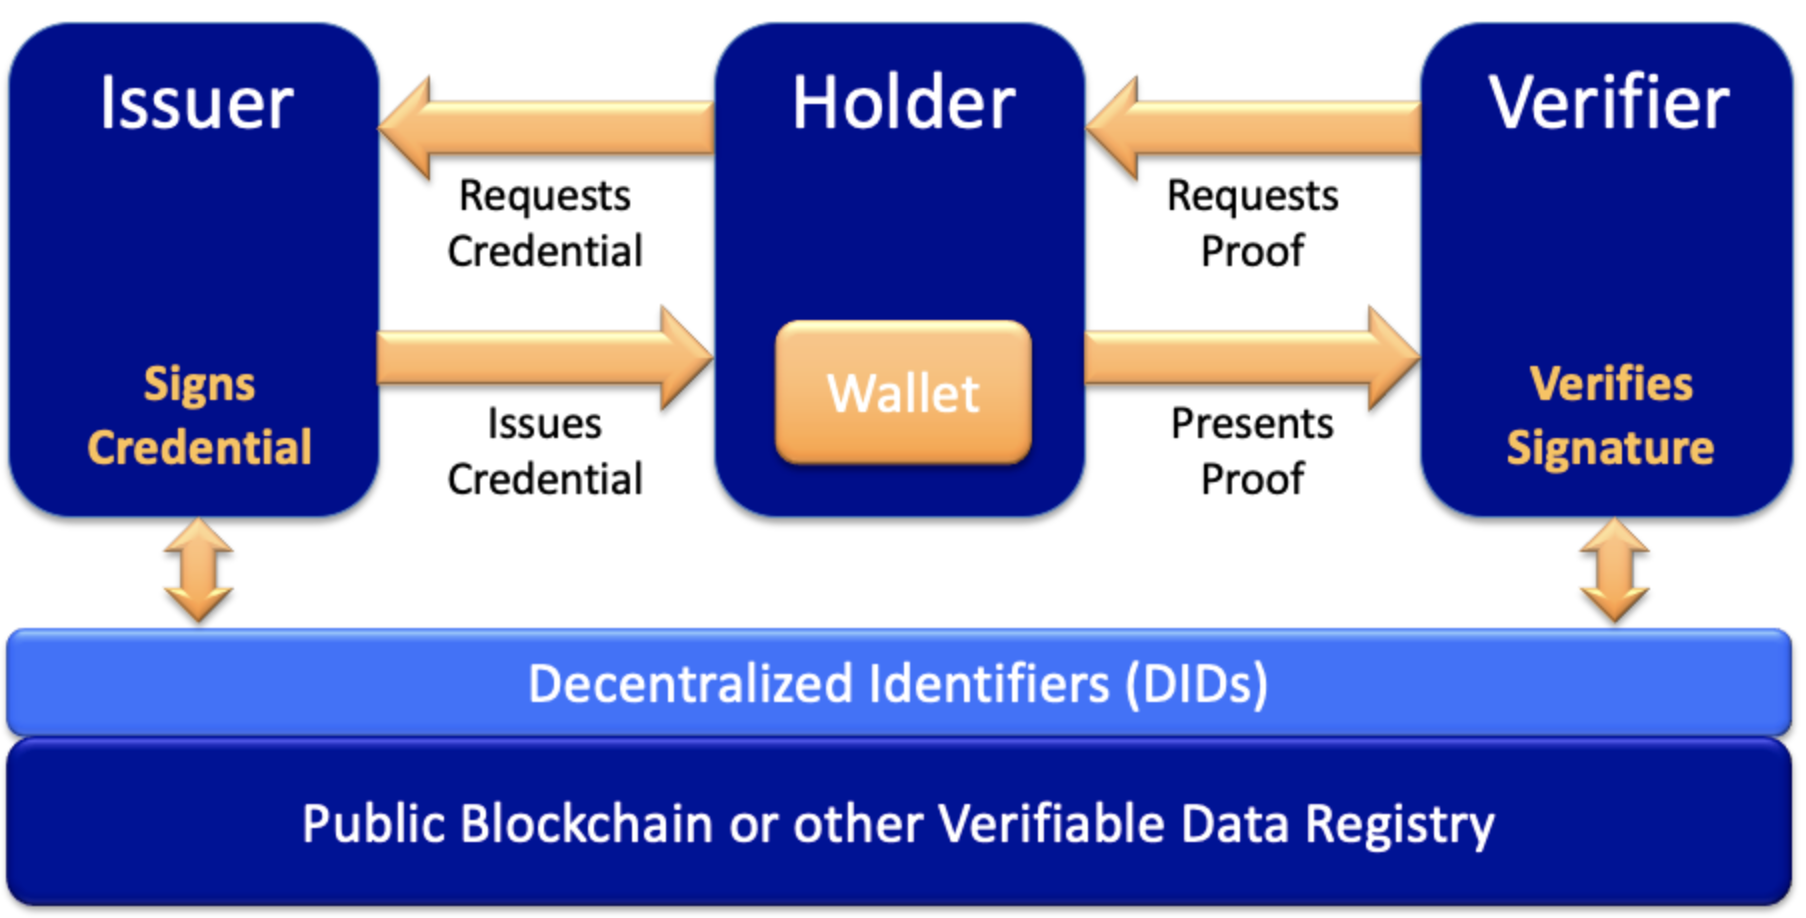 Issuer
Holder
Verifier
Requests
Credential
Requests
Proof
Signs
Credential
Issues
Credential
Wallet
Presents
Proof
Verifies
Signature
Decentralized Identifiers (DIDs)
Public Blockchain or other Verifiable Data Registry